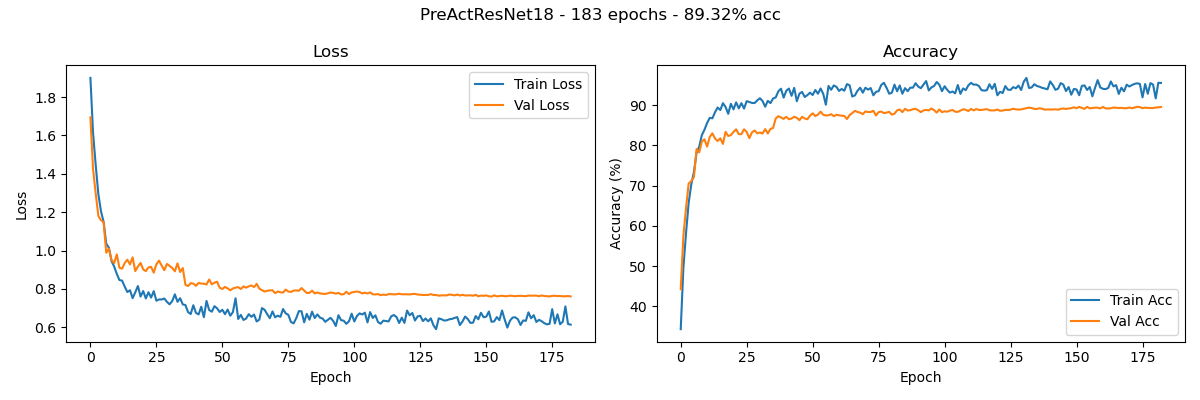 PreActResNet18 - 183 epochs - 89.32% acc
Loss
Train Loss
Val Loss
1.8
1.6
1.4
1.2
1.0
0.8
0.6
Loss
0 25 50 75 100 125 150 175
Epoch
Accuracy
90
80
70
60
50
40
Accuracy (%)
Train Acc
Val Acc
0 25 50 75 100 125 150 175
Epoch